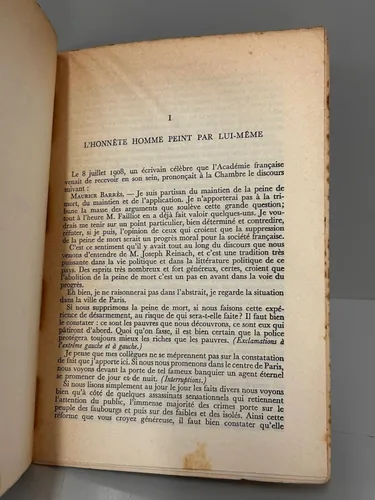 I
L'HONNÊTE HOMME PEINT PAR LUI-MÊME
Le 8 juillet 1908, un écrivain célèbre que l'Académie française
venait de recevoir en son sein, prononçait à la Chambre le discours
suivant :
MAURICE BARRÈS. — Je suis partisan du maintien de la peine de
mort, du maintien et de l'application. Je n'apporterai pas à la tri-
bune la masse des arguments que soulève cette grande question;
tout à l'heure M. Failliot en a déjà fait valoir quelques-uns. Je vou-
drais me tenir sur un point particulier, bien déterminé et contredire,
réfuter, si je puis, l'opinion de ceux qui croient que la suppression
de la peine de mort serait un progrès moral pour la société française.
C'est ce sentiment qu'il y avait tout au long du discours que nous
venons d'entendre de M. Joseph Reinach, et c'est une tradition très
puissante dans la vie politique et dans la littérature politique de ce
pays. Des esprits très nombreux et fort généreux, certes, croient que
l'abolition de la peine de mort c'est un pas en avant dans la voie du
progrès.
Eh bien, je ne raisonnerai pas dans l'abstrait, je regarde la situation
dans la ville de Paris.
Si nous supprimons la peine de mort, si nous faisons cette expé-
rience de désarmement, au risque de qui sera-t-elle faite? Il faut bien
le constater : ce sont les pauvres que nous découvrons, ce sont eux qui
pâtiront d'abord. Quoi qu'on fasse, il est bien certain que la police
protégera toujours mieux les riches que les pauvres. (Exclamations à
l'extrême gauche et à gauche.)
Je pense que mes collègues ne se méprennent pas sur la constatation
de fait que j'apporte ici. Si nous nous promenons dans le centre de Paris,
nous voyons devant la porte de tel fameux banquier un agent éternel
se promener de jour et de nuit. (Interruptions.)
Si nous lisons simplement au jour le jour les faits divers nous voyons
bien qu'à côté de quelques assassinats sensationnels qui retiennent
l'attention du public, l'immense majorité des crimes porte sur le
peuple des faubourgs et puis sur des faibles et des isolés. Ainsi cette
réforme que vous croyez généreuse, il faut bien constater qu'elle